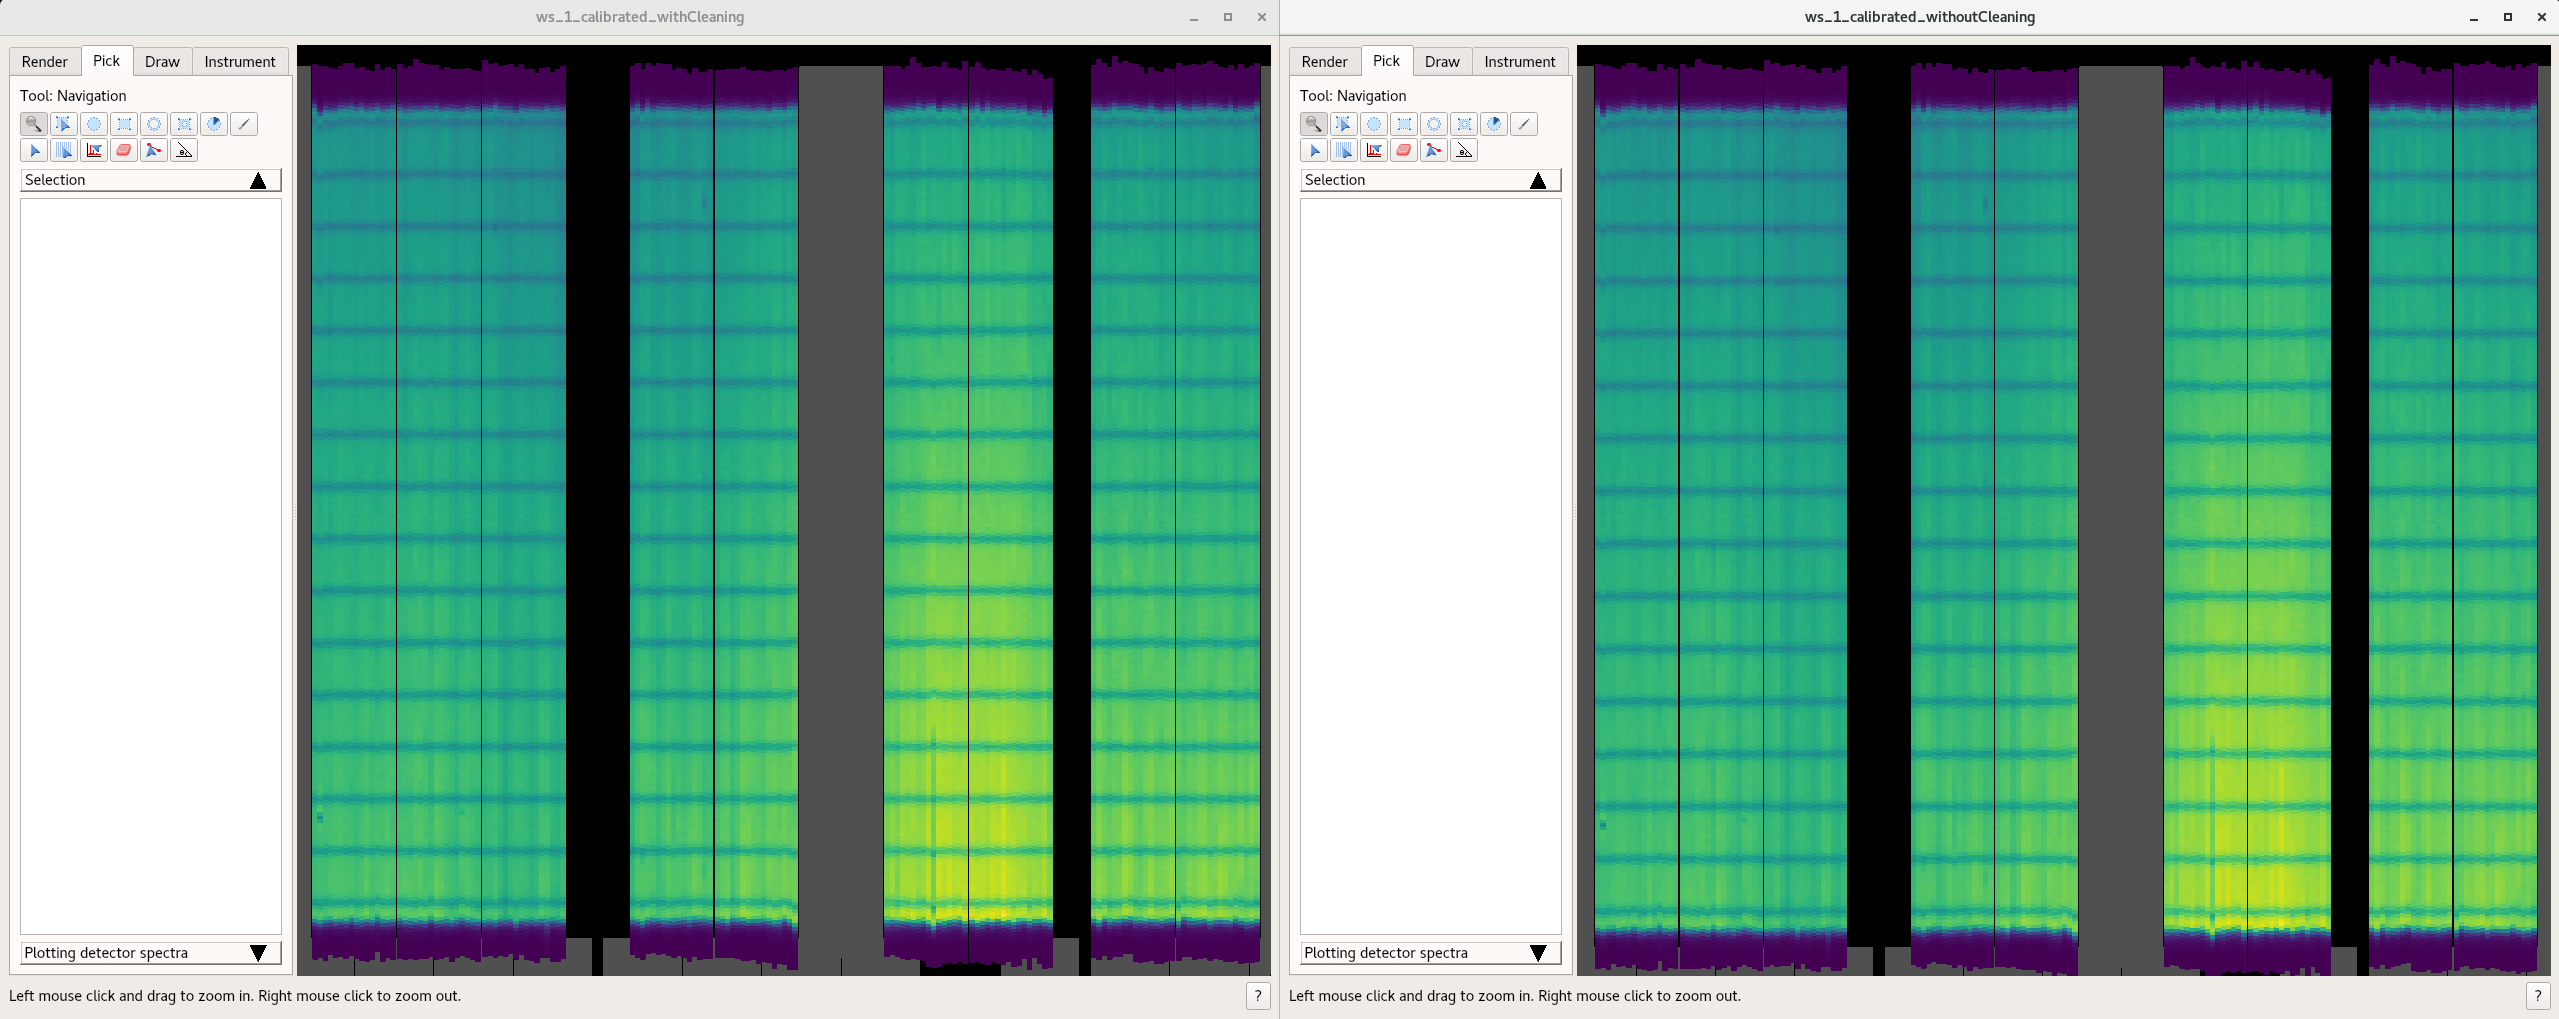 ws_1_calibrated_withCleaning
Render Pick Draw Instrument
Tool: Navigation
Selection
Plotting detector spectra
Left mouse click and drag to zoom in. Right mouse click to zoom out. ?
ws_1_calibrated_withoutCleaning
Render Pick Draw Instrument
Tool: Navigation
Selection
Plotting detector spectra
Left mouse click and drag to zoom in. Right mouse click to zoom out. ?